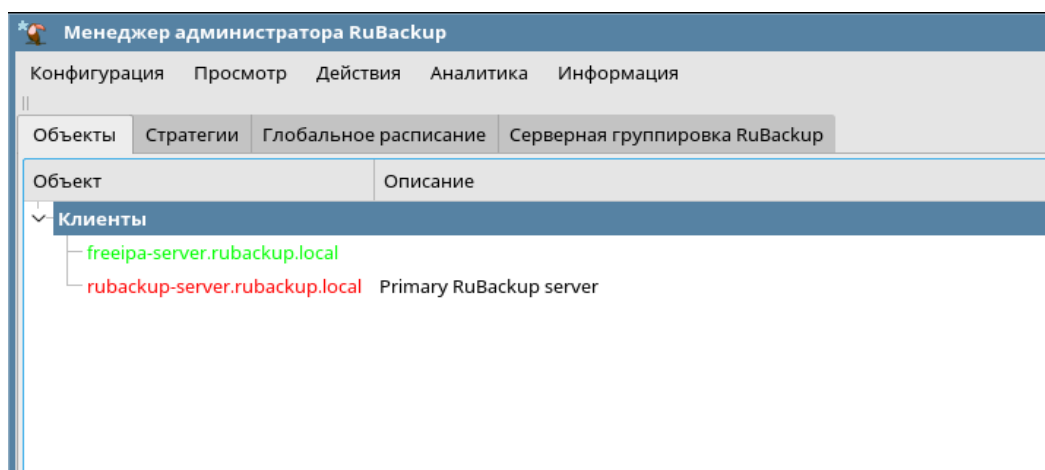 Менеджер администратора RuBackup
Конфигурация Просмотр Действия Аналитика Информация
Объекты Стратегии Глобальное расписание Серверная группировка RuBackup
Объект Описание
Клиенты
freeipa-server.rubackup.local
rubackup-server.rubackup.local Primary RuBackup server